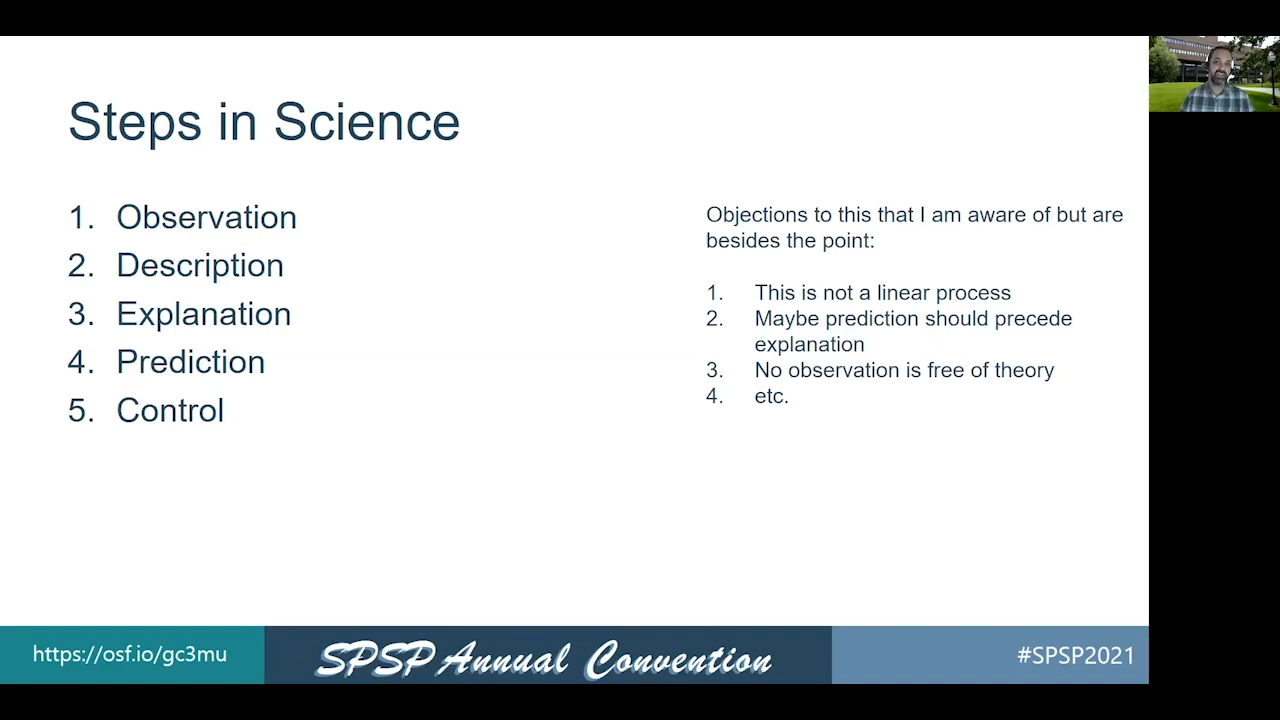 Steps in Science
1. Observation
2. Description
3. Explanation
4. Prediction
5. Control
Objections to this that I am aware of but are
besides the point:
1. This is not a linear process
2. Maybe prediction should precede
explanation
3. No observation is free of theory
4. etc.
https://osf.io/gc3mu
SPSP Annual Convention
#SPSP2021